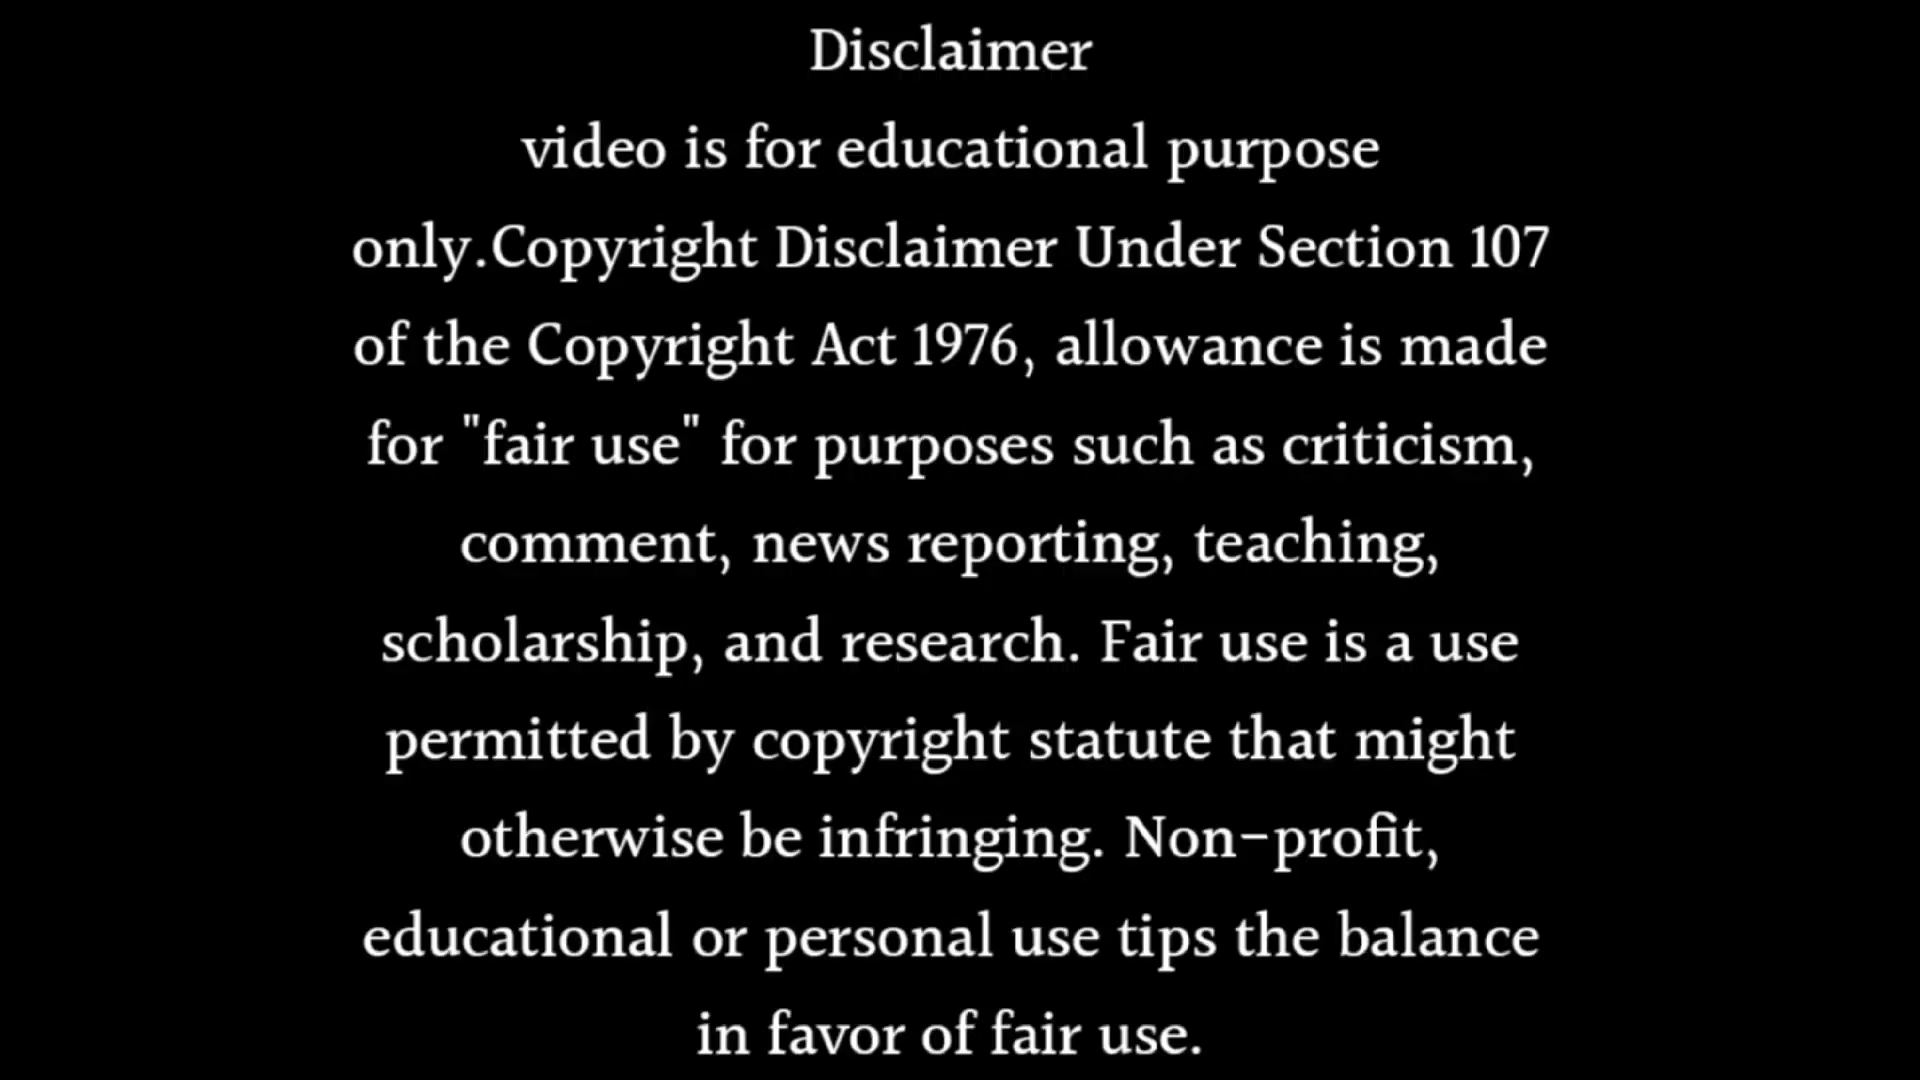 Disclaimer
video is for educational purpose
only.Copyright Disclaimer Under Section 107
of the Copyright Act 1976, allowance is made
for "fair use" for purposes such as criticism,
comment, news reporting, teaching,
scholarship, and research. Fair use is a use
permitted by copyright statute that might
otherwise be infringing. Non-profit,
educational or personal use tips the balance
in favor of fair use.